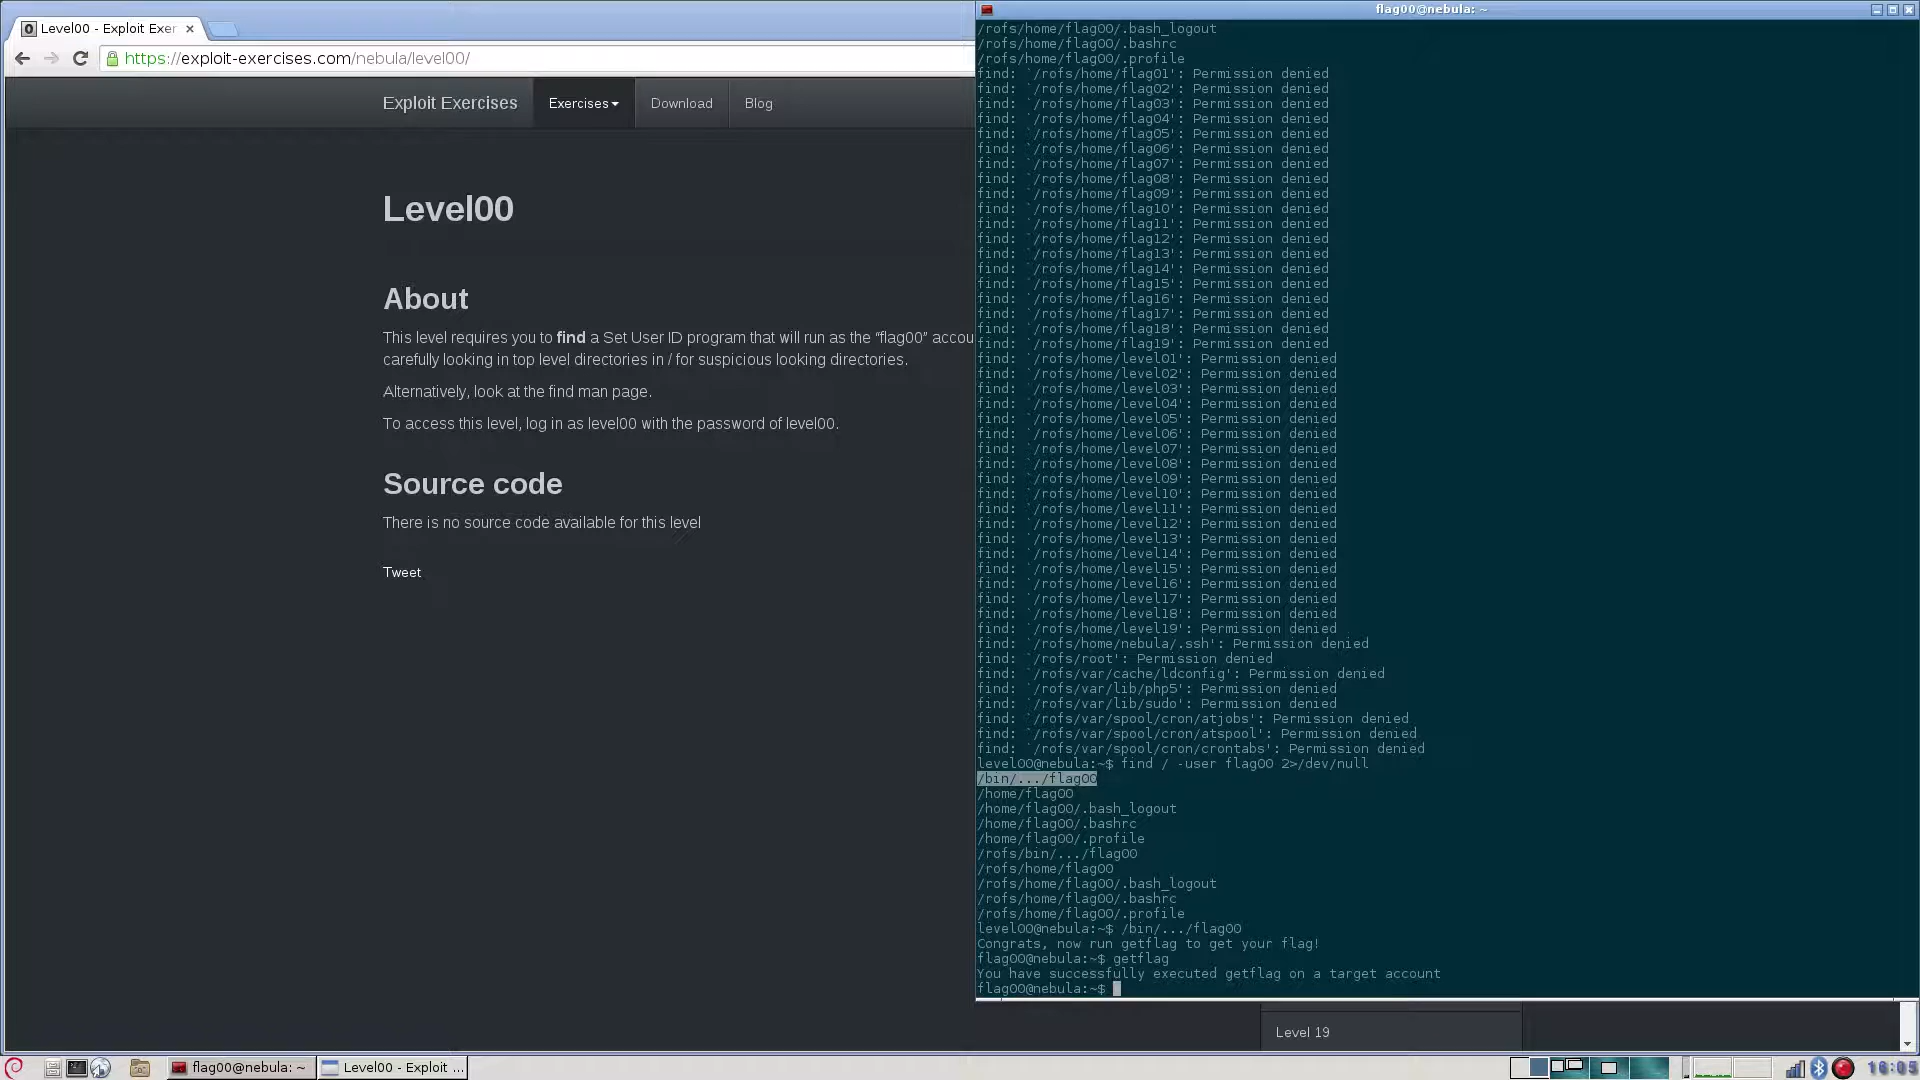 Level00 - Exploit Exer
https://exploit-exercises.com/nebula/level00/
Exploit Exercises
Exercises
Download
Blog
Level00
About
This level requires you to find a Set User ID program that will run as the “flag00” accou
carefully looking in top level directories in / for suspicious looking directories.
Alternatively, look at the find man page.
To access this level, log in as level00 with the password of level00.
Source code
There is no source code available for this level
Tweet
flag00@nebula: ~
/rofs/home/flag00/.bash_logout
/rofs/home/flag00/.bashrc
/rofs/home/flag00/.profile
find: `/rofs/home/flag01': Permission denied
find: `/rofs/home/flag02': Permission denied
find: `/rofs/home/flag03': Permission denied
find: `/rofs/home/flag04': Permission denied
find: `/rofs/home/flag05': Permission denied
find: `/rofs/home/flag06': Permission denied
find: `/rofs/home/flag07': Permission denied
find: `/rofs/home/flag08': Permission denied
find: `/rofs/home/flag09': Permission denied
find: `/rofs/home/flag10': Permission denied
find: `/rofs/home/flag11': Permission denied
find: `/rofs/home/flag12': Permission denied
find: `/rofs/home/flag13': Permission denied
find: `/rofs/home/flag14': Permission denied
find: `/rofs/home/flag15': Permission denied
find: `/rofs/home/flag16': Permission denied
find: `/rofs/home/flag17': Permission denied
find: `/rofs/home/flag18': Permission denied
find: `/rofs/home/flag19': Permission denied
find: `/rofs/home/level01': Permission denied
find: `/rofs/home/level02': Permission denied
find: `/rofs/home/level03': Permission denied
find: `/rofs/home/level04': Permission denied
find: `/rofs/home/level05': Permission denied
find: `/rofs/home/level06': Permission denied
find: `/rofs/home/level07': Permission denied
find: `/rofs/home/level08': Permission denied
find: `/rofs/home/level09': Permission denied
find: `/rofs/home/level10': Permission denied
find: `/rofs/home/level11': Permission denied
find: `/rofs/home/level12': Permission denied
find: `/rofs/home/level13': Permission denied
find: `/rofs/home/level14': Permission denied
find: `/rofs/home/level15': Permission denied
find: `/rofs/home/level16': Permission denied
find: `/rofs/home/level17': Permission denied
find: `/rofs/home/level18': Permission denied
find: `/rofs/home/level19': Permission denied
find: `/rofs/home/nebula/.ssh': Permission denied
find: `/rofs/root': Permission denied
find: `/rofs/var/cache/ldconfig': Permission denied
find: `/rofs/var/lib/php5': Permission denied
find: `/rofs/var/lib/sudo': Permission denied
find: `/rofs/var/spool/cron/atjobs': Permission denied
find: `/rofs/var/spool/cron/atspool': Permission denied
find: `/rofs/var/spool/cron/crontabs': Permission denied
level00@nebula:~$ find / -user flag00 2>/dev/null
/bin/.../flag00
/home/flag00
/home/flag00/.bash_logout
/home/flag00/.bashrc
/home/flag00/.profile
/rofs/bin/.../flag00
/rofs/home/flag00
/rofs/home/flag00/.bash_logout
/rofs/home/flag00/.bashrc
/rofs/home/flag00/.profile
level00@nebula:~$ /bin/.../flag00
Congrats, now run getflag to get your flag!
flag00@nebula:~$ getflag
You have successfully executed getflag on a target account
flag00@nebula:~$
Level 19
flag00@nebula: ~
Level00 - Exploit ...
16:05